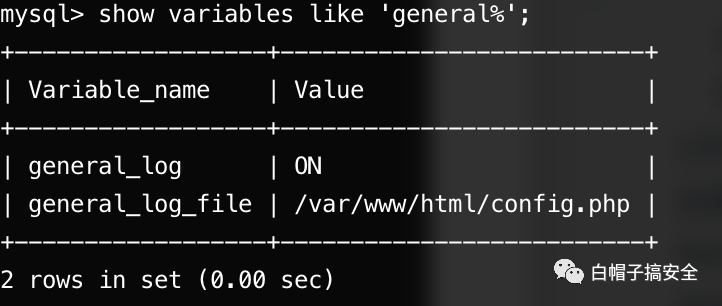 mysql> show variables like 'general%';
+------------------+--------------------------+
| Variable_name    | Value                    |
+------------------+--------------------------+
| general_log      | ON                       |
| general_log_file | /var/www/html/config.php |
+------------------+--------------------------+
2 rows in set (0.00 sec)
白帽子搞安全